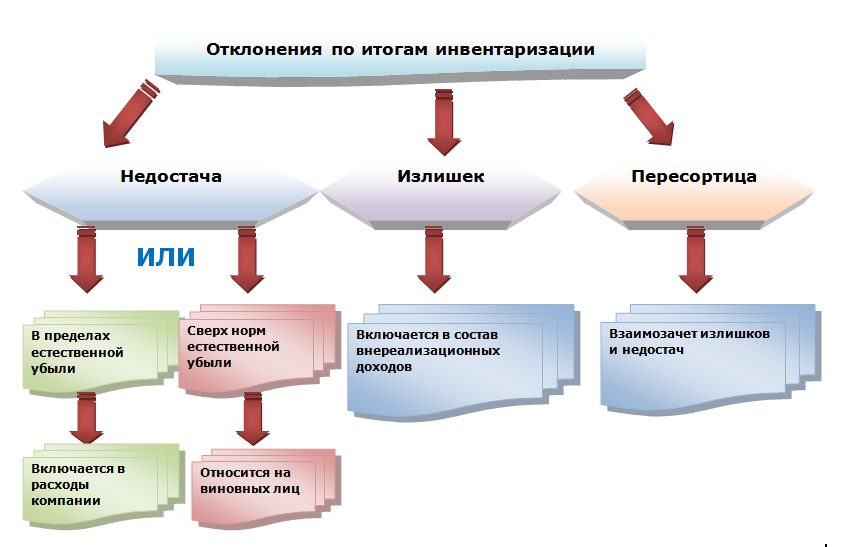 Отклонения по итогам инвентаризации
Недостача
Излишек
Пересортица
ИЛИ
В пределах
естественной
убыли
Сверх норм
естественной
убыли
Включается в состав
внереализационных
доходов
Взаимозачет излишков
и недостач
Включается в
расходы
компании
Относится на
виновных лиц